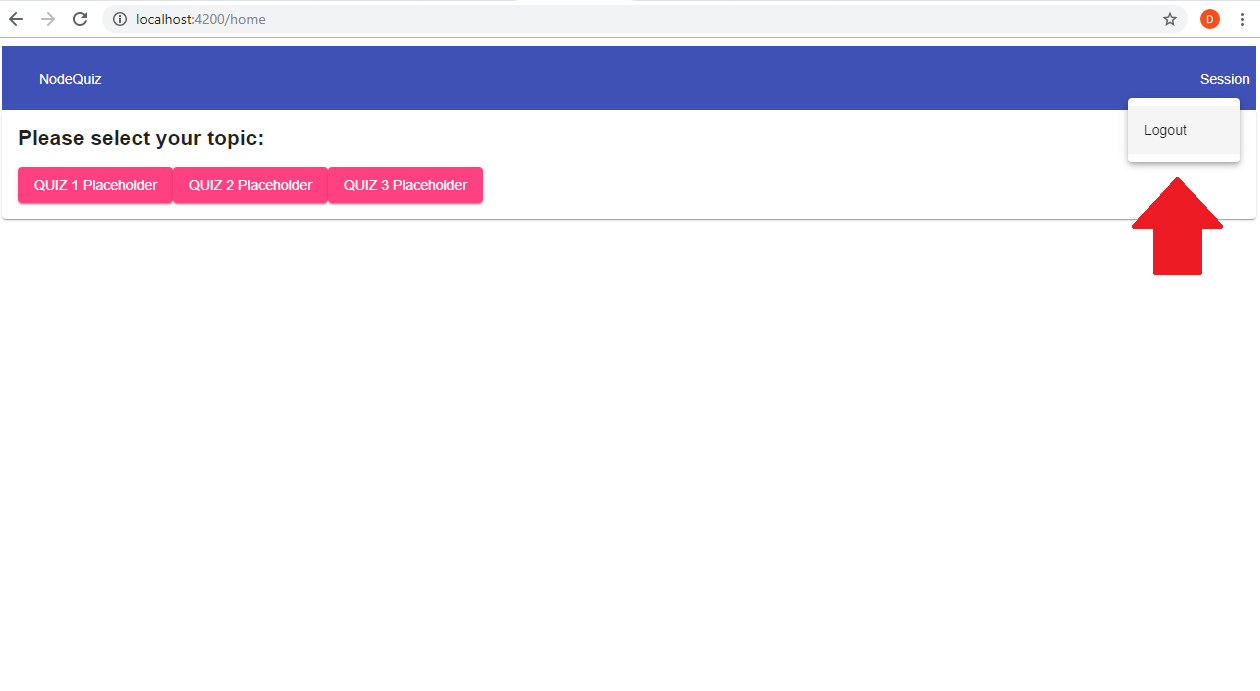 localhost:4200/home
D
NodeQuiz
Session
Logout
Please select your topic:
QUIZ 1 Placeholder QUIZ 2 Placeholder QUIZ 3 Placeholder